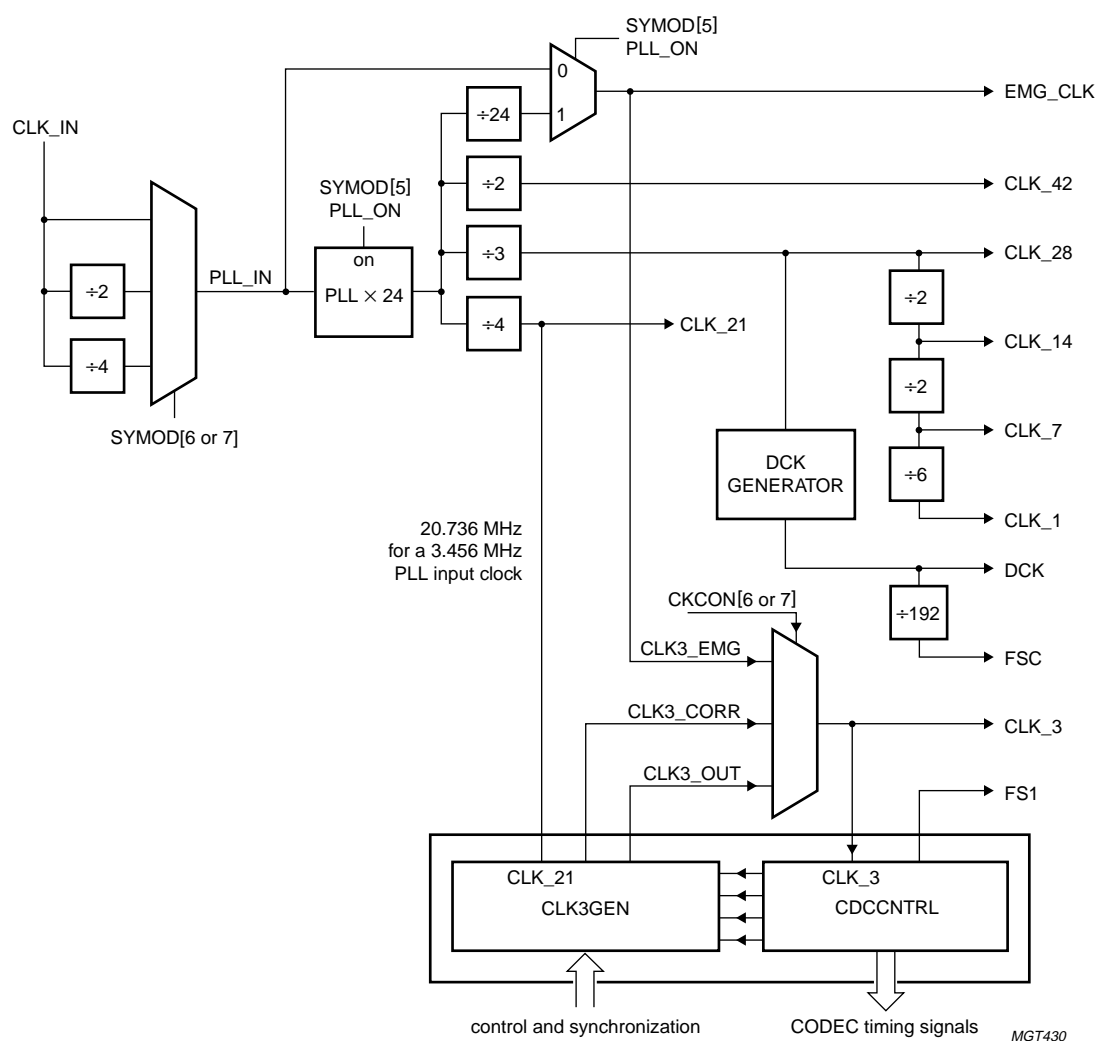 SYMOD[5]
PLL_ON
0
EMG_CLK
÷24
1
CLK_IN
SYMOD[5]
PLL_ON
÷2
CLK_42
on
÷3
CLK_28
PLL_IN
PLL × 24
÷2
÷2
÷4
CLK_21
CLK_14
÷4
÷2
SYMOD[6 or 7]
CLK_7
DCK
GENERATOR
÷6
20.736 MHz
for a 3.456 MHz
PLL input clock
CLK_1
DCK
CKCON[6 or 7]
÷192
CLK3_EMG
FSC
CLK3_CORR
CLK_3
CLK3_OUT
FS1
CLK_21
CLK3GEN
CLK_3
CDCCNTRL
control and synchronization
CODEC timing signals
MGT430